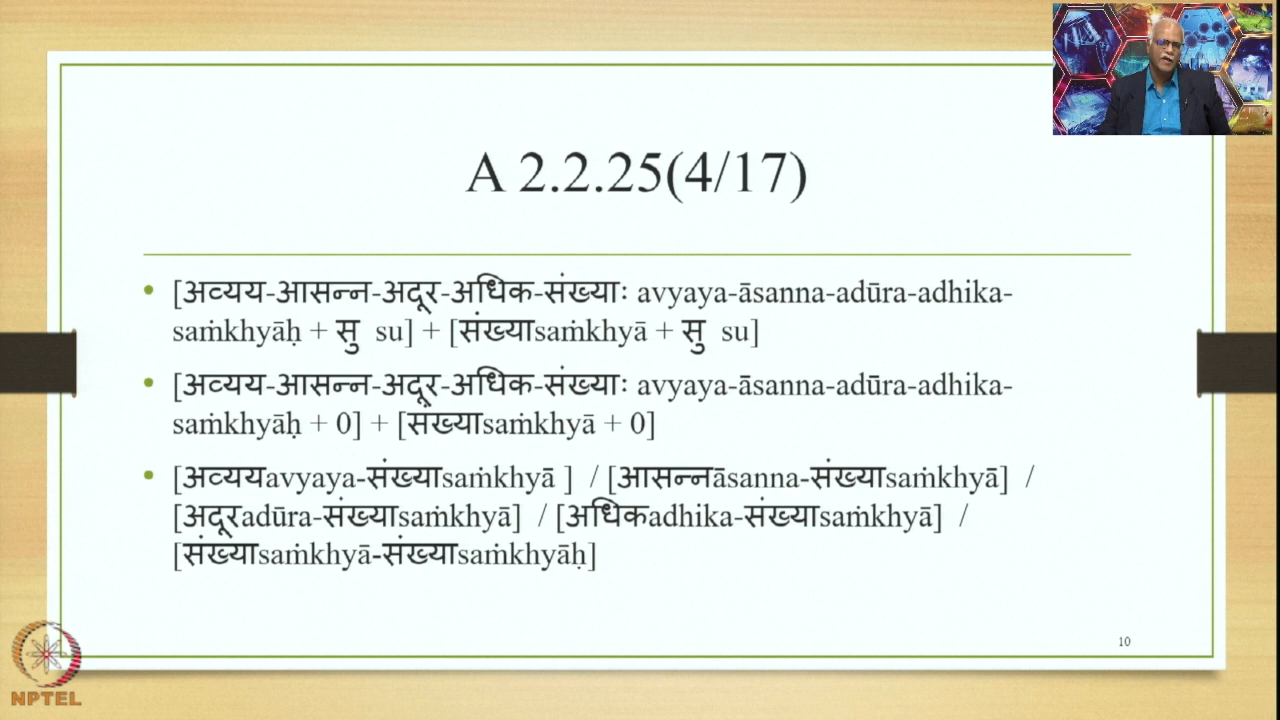 A 2.2.25(4/17)
• [अव्यय-आसन्न-अदूर-अधिक-संख्याः avyaya-āsanna-adūra-adhika-
saṁkhyāḥ + सु su] + [संख्याsaṁkhyā + सु su]
• [अव्यय-आसन्न-अदूर-अधिक-संख्याः avyaya-āsanna-adūra-adhika-
saṁkhyāḥ + 0] + [संख्याsaṁkhyā + 0]
• [अव्ययavyaya-संख्याsaṁkhyā ] / [आसन्नāsanna-संख्याsaṁkhyā] /
[अदूरadūra-संख्याsaṁkhyā] / [अधिकadhika-संख्याsaṁkhyā] /
[संख्याsaṁkhyā-संख्याsaṁkhyāḥ]
10
NPTEL